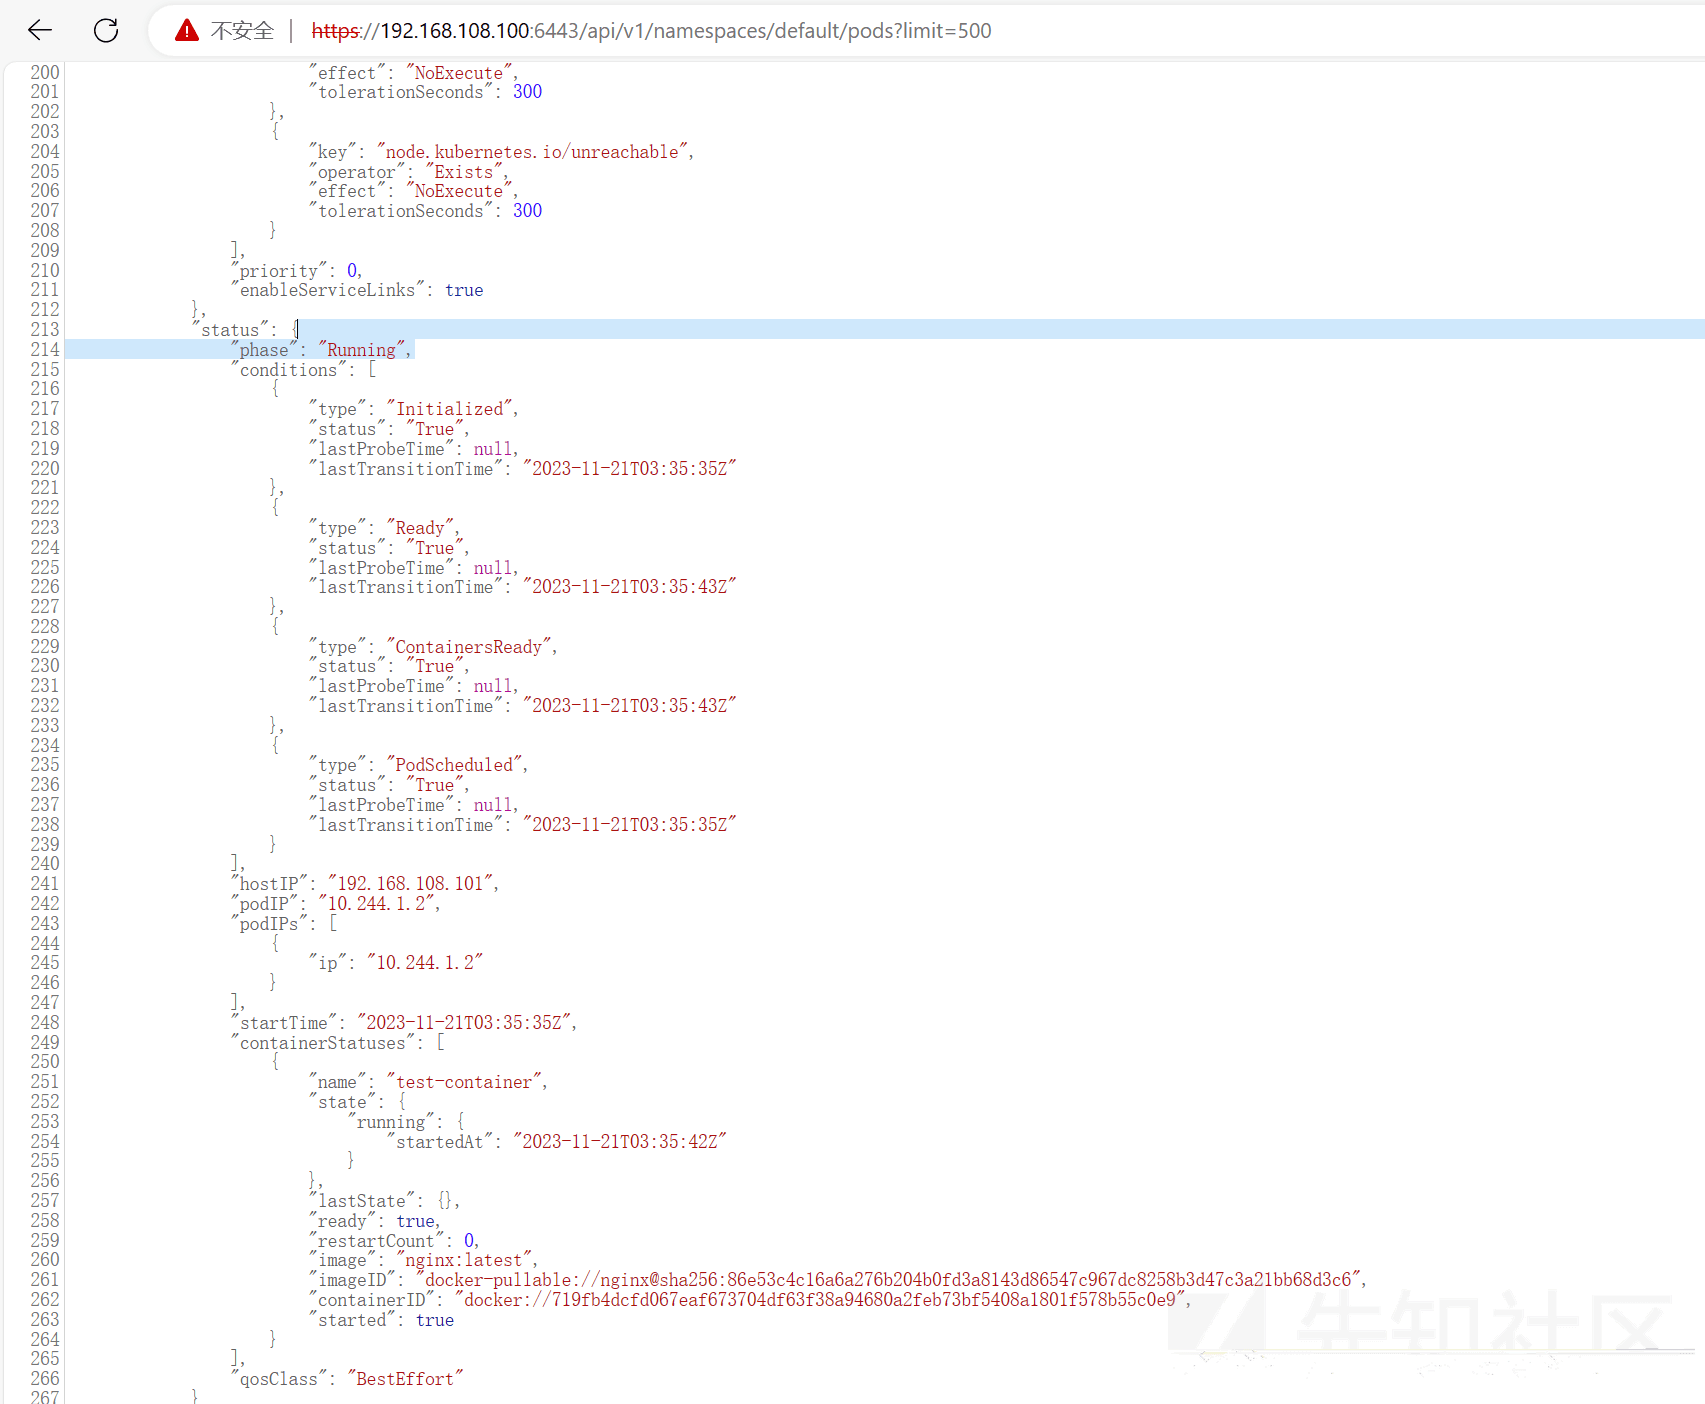 不安全 | https://192.168.108.100:6443/api/v1/namespaces/default/pods?limit=500
200 "effect": "NoExecute",
201 "tolerationSeconds": 300
202 },
203 {
204 "key": "node.kubernetes.io/unreachable",
205 "operator": "Exists",
206 "effect": "NoExecute",
207 "tolerationSeconds": 300
208 }
209 ],
210 "priority": 0,
211 "enableServiceLinks": true
212 },
213 "status": {
214 "phase": "Running",
215 "conditions": [
216 {
217 "type": "Initialized",
218 "status": "True",
219 "lastProbeTime": null,
220 "lastTransitionTime": "2023-11-21T03:35:35Z"
221 },
222 {
223 "type": "Ready",
224 "status": "True",
225 "lastProbeTime": null,
226 "lastTransitionTime": "2023-11-21T03:35:43Z"
227 },
228 {
229 "type": "ContainersReady",
230 "status": "True",
231 "lastProbeTime": null,
232 "lastTransitionTime": "2023-11-21T03:35:43Z"
233 },
234 {
235 "type": "PodScheduled",
236 "status": "True",
237 "lastProbeTime": null,
238 "lastTransitionTime": "2023-11-21T03:35:35Z"
239 }
240 ],
241 "hostIP": "192.168.108.101",
242 "podIP": "10.244.1.2",
243 "podIPs": [
244 {
245 "ip": "10.244.1.2"
246 }
247 ],
248 "startTime": "2023-11-21T03:35:35Z",
249 "containerStatuses": [
250 {
251 "name": "test-container",
252 "state": {
253 "running": {
254 "startedAt": "2023-11-21T03:35:42Z"
255 }
256 },
257 "lastState": {},
258 "ready": true,
259 "restartCount": 0,
260 "image": "nginx:latest",
261 "imageID": "docker-pullable://nginx@sha256:86e53c4c16a6a276b204b0fd3a8143d86547c967dc8258b3d47c3a21bb68d3c6",
262 "containerID": "docker://719fb4dcfd067eaf673704df63f38a94680a2feb73bf5408a1801f578b55c0e9",
263 "started": true
264 }
265 ],
266 "qosClass": "BestEffort"
267 }
先知社区